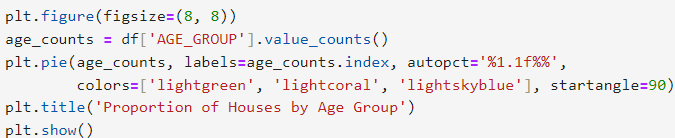 plt.figure(figsize=(8, 8))
age_counts = df['AGE_GROUP'].value_counts()
plt.pie(age_counts, labels=age_counts.index, autopct='%1.1f%%',
        colors=['lightgreen', 'lightcoral', 'lightskyblue'], startangle=90)
plt.title('Proportion of Houses by Age Group')
plt.show()